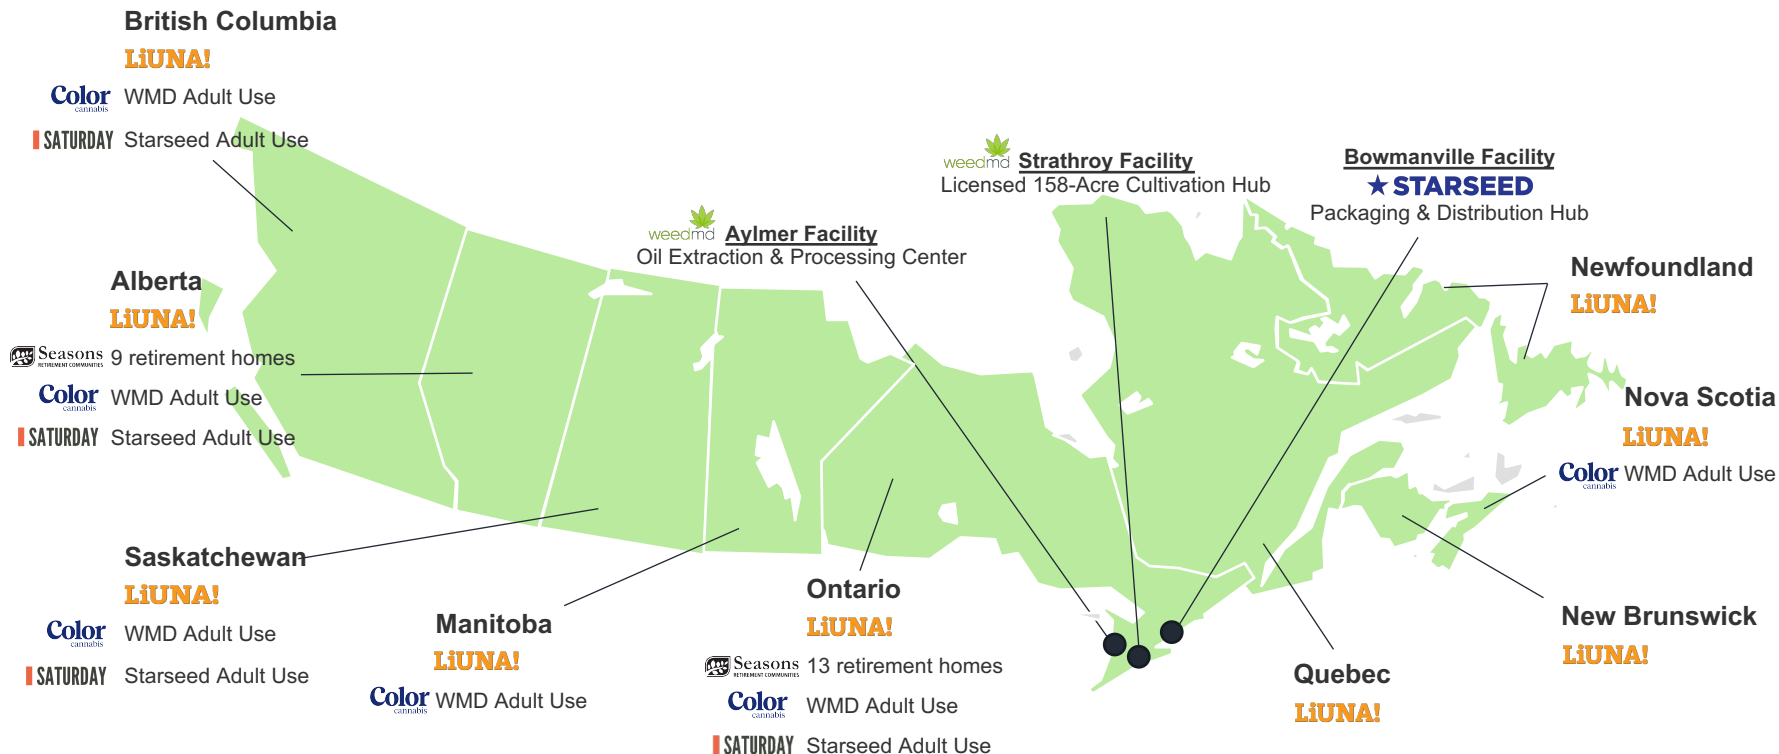 British Columbia
LiUNA!
Color cannabis WMD Adult Use
SATURDAY Starseed Adult Use
Alberta
LiUNA!
Seasons RETIREMENT COMMUNITIES 9 retirement homes
Color cannabis WMD Adult Use
SATURDAY Starseed Adult Use
Saskatchewan
LiUNA!
Color cannabis WMD Adult Use
SATURDAY Starseed Adult Use
Manitoba
LiUNA!
Color cannabis WMD Adult Use
weedmd Aylmer Facility
Oil Extraction & Processing Center
Ontario
LiUNA!
Seasons RETIREMENT COMMUNITIES 13 retirement homes
Color cannabis WMD Adult Use
SATURDAY Starseed Adult Use
weedmd Strathroy Facility
Licensed 158-Acre Cultivation Hub
Bowmanville Facility
STARSEED
Packaging & Distribution Hub
Newfoundland
LiUNA!
Nova Scotia
LiUNA!
Color cannabis WMD Adult Use
New Brunswick
LiUNA!
Quebec
LiUNA!